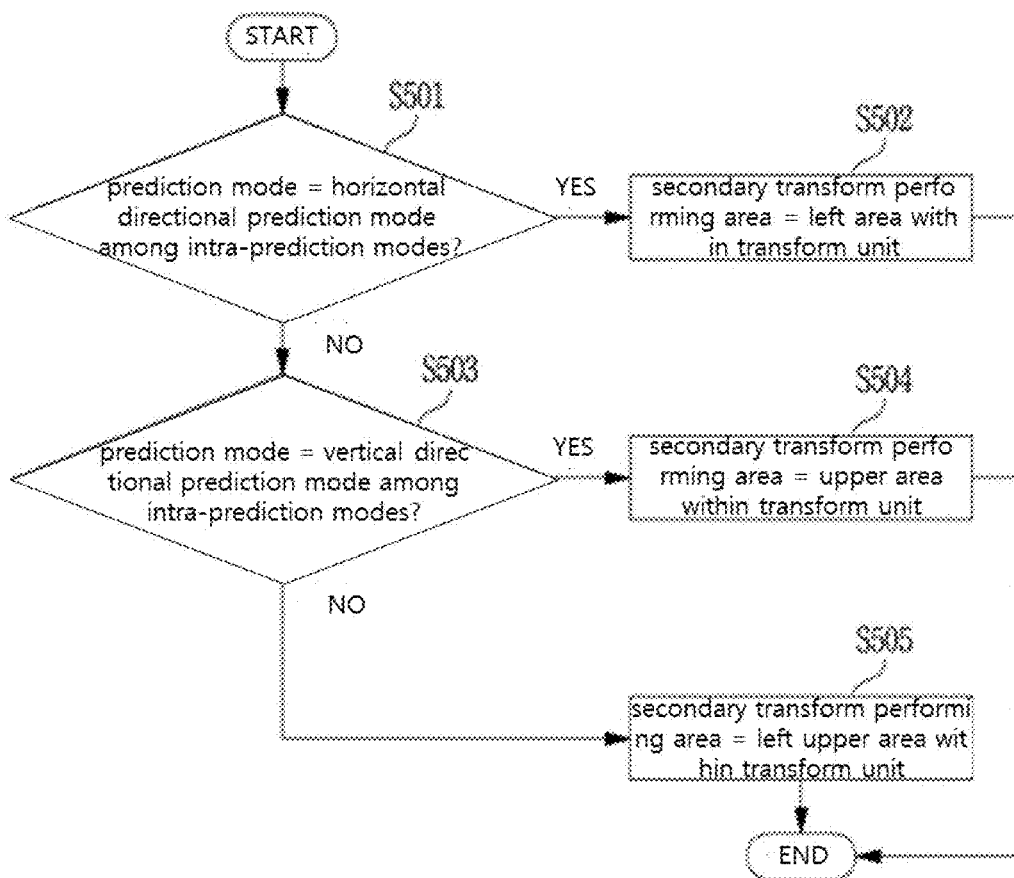 START
S501
prediction mode = horizontal
directional prediction mode
among intra-prediction modes?
YES
S502
secondary transform perfo
rming area = left area with
in transform unit
NO
S503
prediction mode = vertical direc
tional prediction mode among
intra-prediction modes?
YES
S504
secondary transform perfo
rming area = upper area
within transform unit
NO
S505
secondary transform performi
ng area = left upper area wit
hin transform unit
END